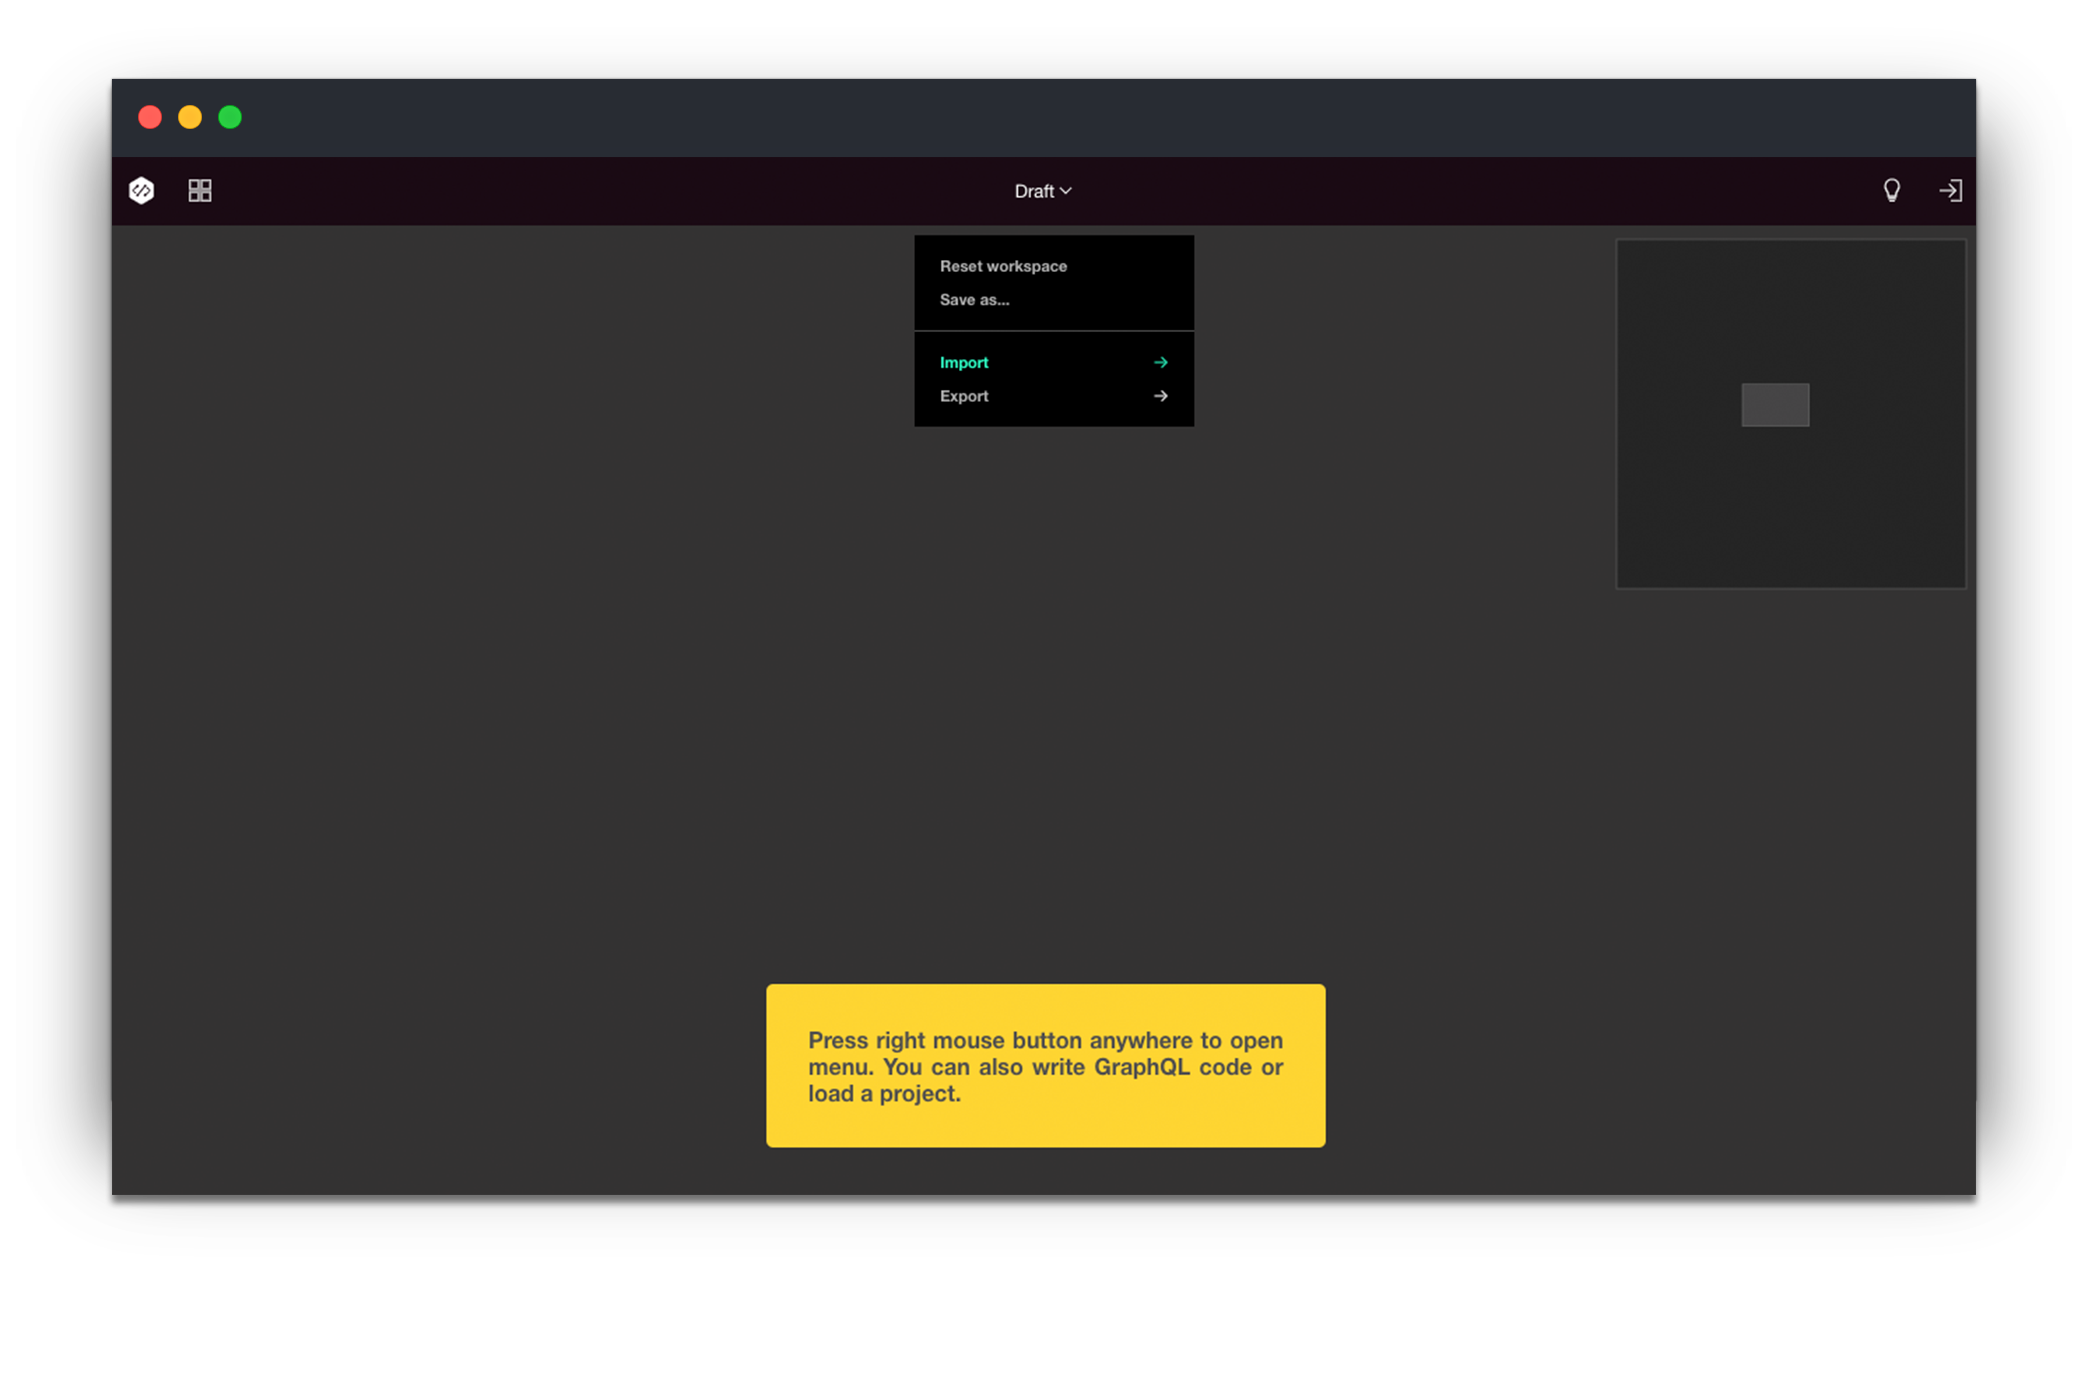 Draft
Reset workspace
Save as...
Import
Export
Press right mouse button anywhere to open
menu. You can also write GraphQL code or
load a project.